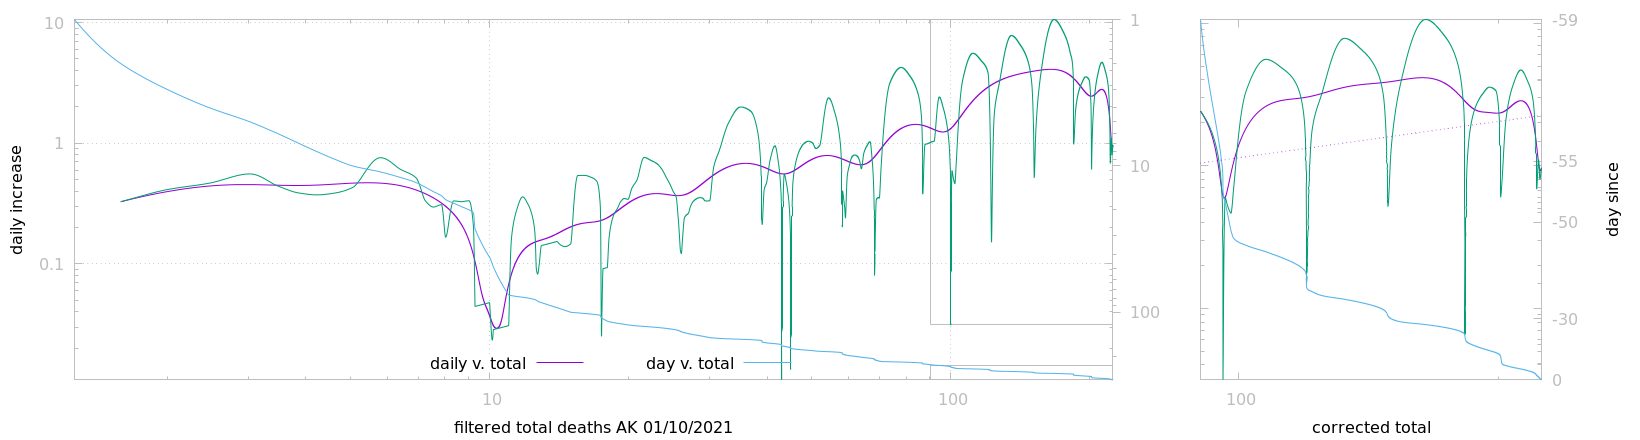 10
1
0.1
daily increase
1
10
100
daily v. total
day v. total
10
100
filtered total deaths AK 01/10/2021
-59
-55
-50
-30
0
day since
100
corrected total